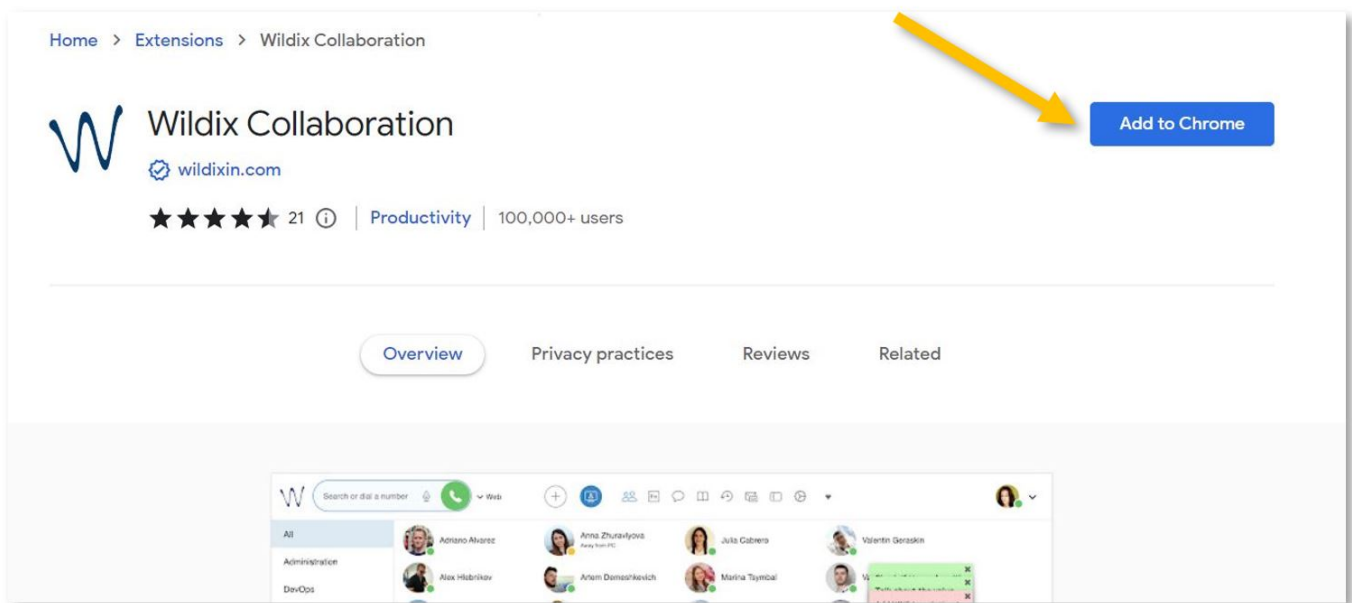 Home > Extensions > Wildix Collaboration
Wildix Collaboration
Add to Chrome
wildixin.com
21 | Productivity | 100,000+ users
Overview Privacy practices Reviews Related
Search or dial a number Web
All
Adriano Alvarez
Anna Zhuravlyova
Away from PC
Julia Cabrero
Valentin Geraskin
Administration
Alex Hlebnikov
Artem Demeshkevich
Marina Taymbal
DevOps